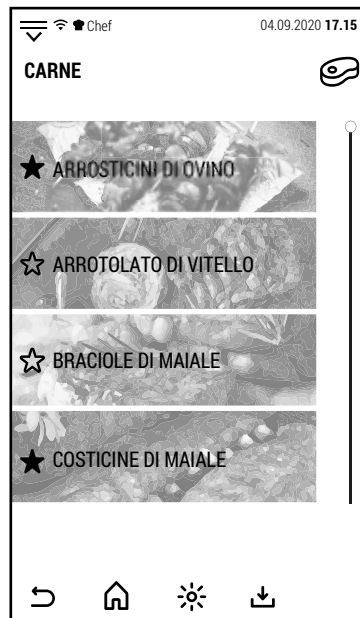 Chef 04.09.2020 17.15
CARNE
ARROSTICINI DI OVINO
ARROTOLATO DI VITELLO
BRACIOLE DI MAIALE
COSTICINE DI MAIALE